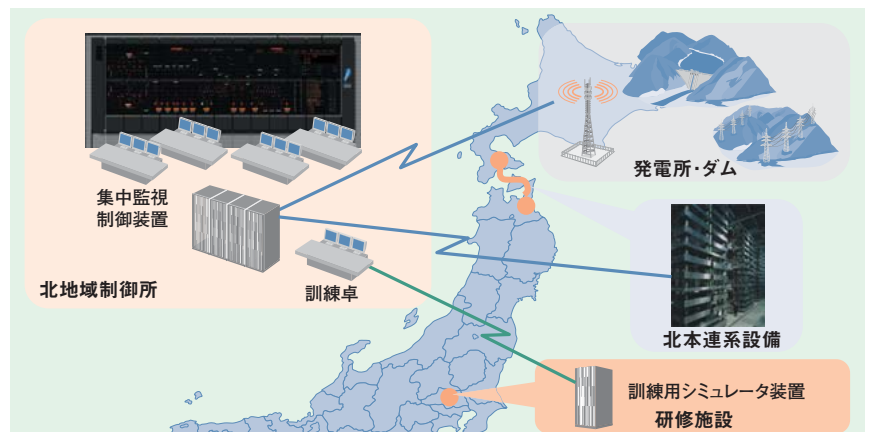 集中監視
制御装置
北地域制御所
訓練卓
発電所・ダム
北本連系設備
訓練用シミュレータ装置
研修施設